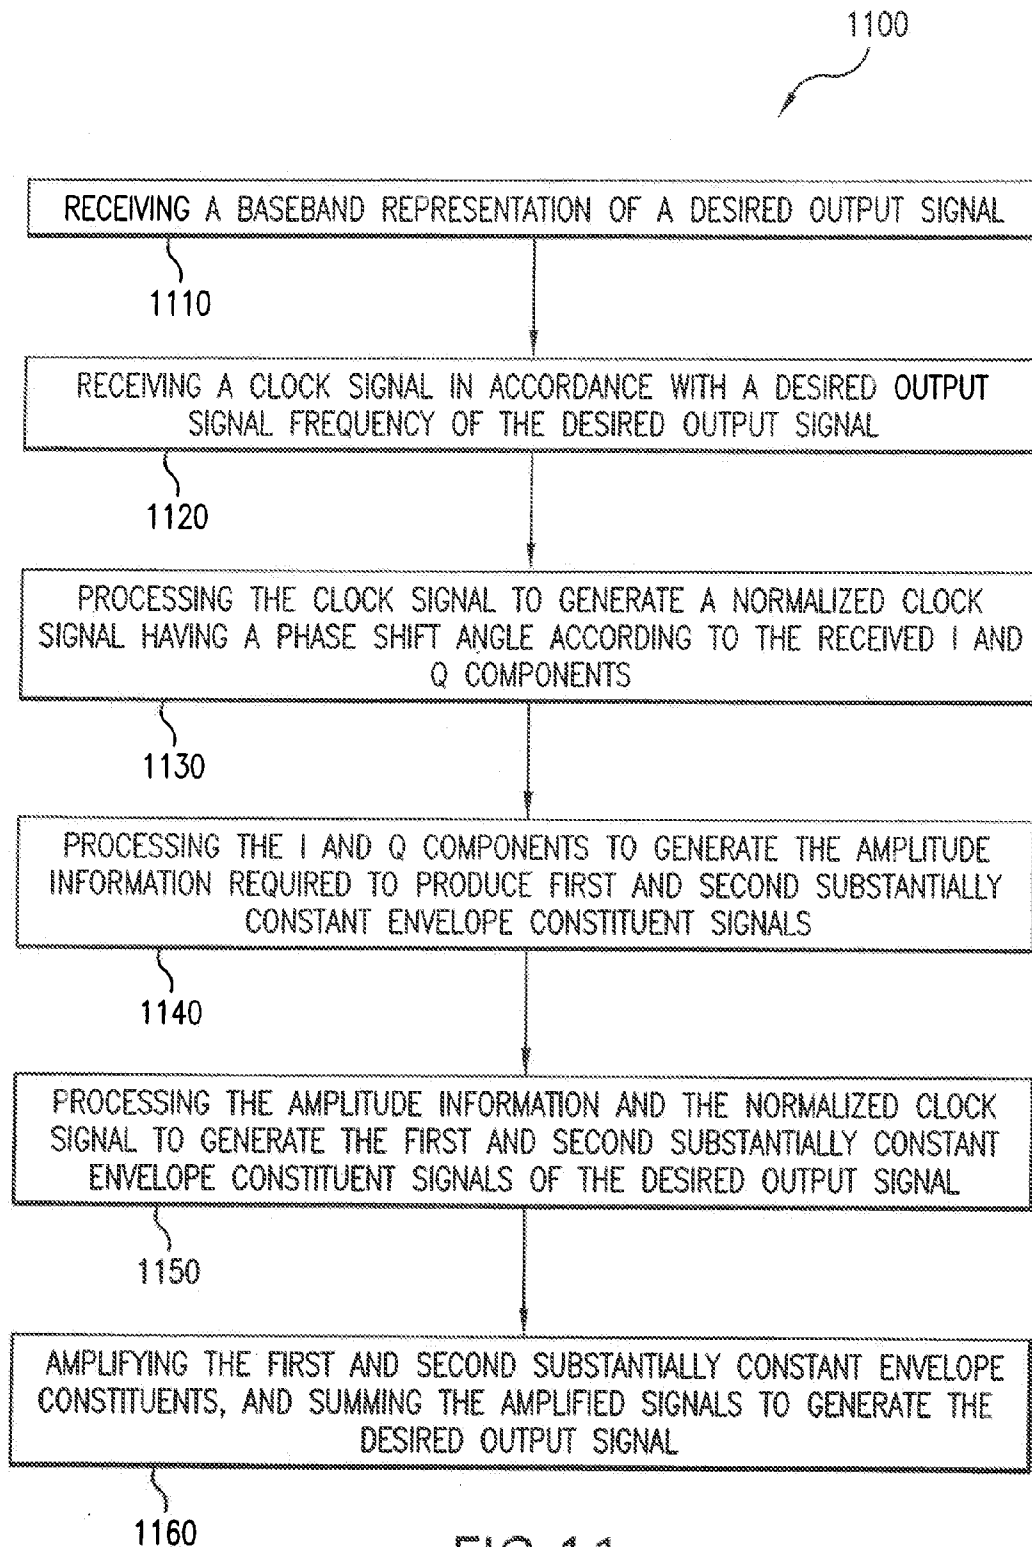 1100
RECEIVING A BASEBAND REPRESENTATION OF A DESIRED OUTPUT SIGNAL
1110
RECEIVING A CLOCK SIGNAL IN ACCORDANCE WITH A DESIRED OUTPUT
SIGNAL FREQUENCY OF THE DESIRED OUTPUT SIGNAL
1120
PROCESSING THE CLOCK SIGNAL TO GENERATE A NORMALIZED CLOCK
SIGNAL HAVING A PHASE SHIFT ANGLE ACCORDING TO THE RECEIVED I AND
Q COMPONENTS
1130
PROCESSING THE I AND Q COMPONENTS TO GENERATE THE AMPLITUDE
INFORMATION REQUIRED TO PRODUCE FIRST AND SECOND SUBSTANTIALLY
CONSTANT ENVELOPE CONSTITUENT SIGNALS
1140
PROCESSING THE AMPLITUDE INFORMATION AND THE NORMALIZED CLOCK
SIGNAL TO GENERATE THE FIRST AND SECOND SUBSTANTIALLY CONSTANT
ENVELOPE CONSTITUENT SIGNALS OF THE DESIRED OUTPUT SIGNAL
1150
AMPLIFYING THE FIRST AND SECOND SUBSTANTIALLY CONSTANT ENVELOPE
CONSTITUENTS, AND SUMMING THE AMPLIFIED SIGNALS TO GENERATE THE
DESIRED OUTPUT SIGNAL
1160
FIG.11